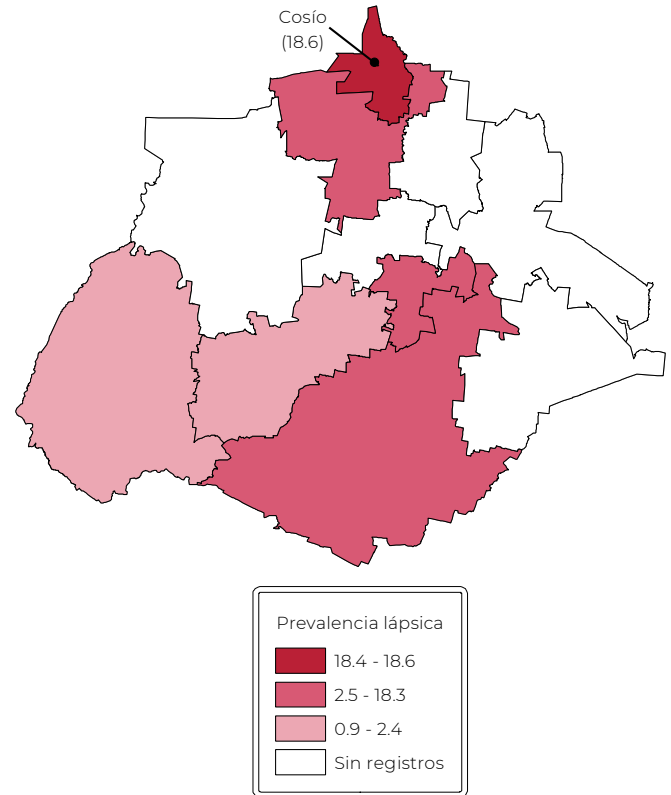 Cosío
(18.6)
Prevalencia lápsica
18.4 - 18.6
2.5 - 18.3
0.9 - 2.4
Sin registros